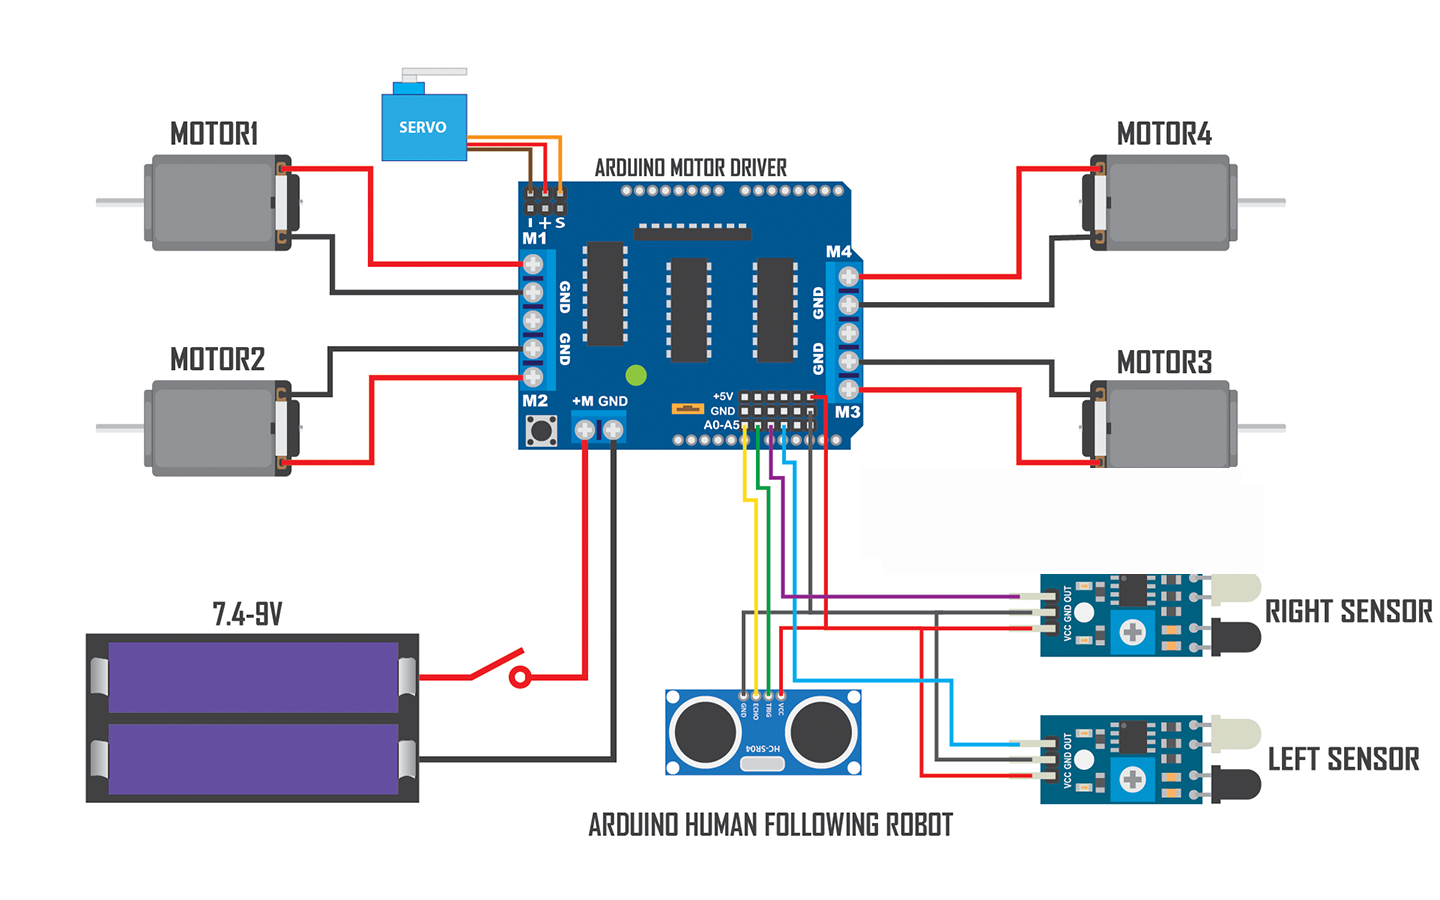 SERVO
MOTOR1
MOTOR4
ARDUINO MOTOR DRIVER
I + S
M1
M4
GND
GND
MOTOR2
GND
GND
MOTOR3
M2
+M GND
+5V
GND
A0-A5
M3
7.4-9V
VCC GND OUT
RIGHT SENSOR
GND
ECHO
TRIG
VCC
HC-SR04
VCC GND OUT
LEFT SENSOR
ARDUINO HUMAN FOLLOWING ROBOT